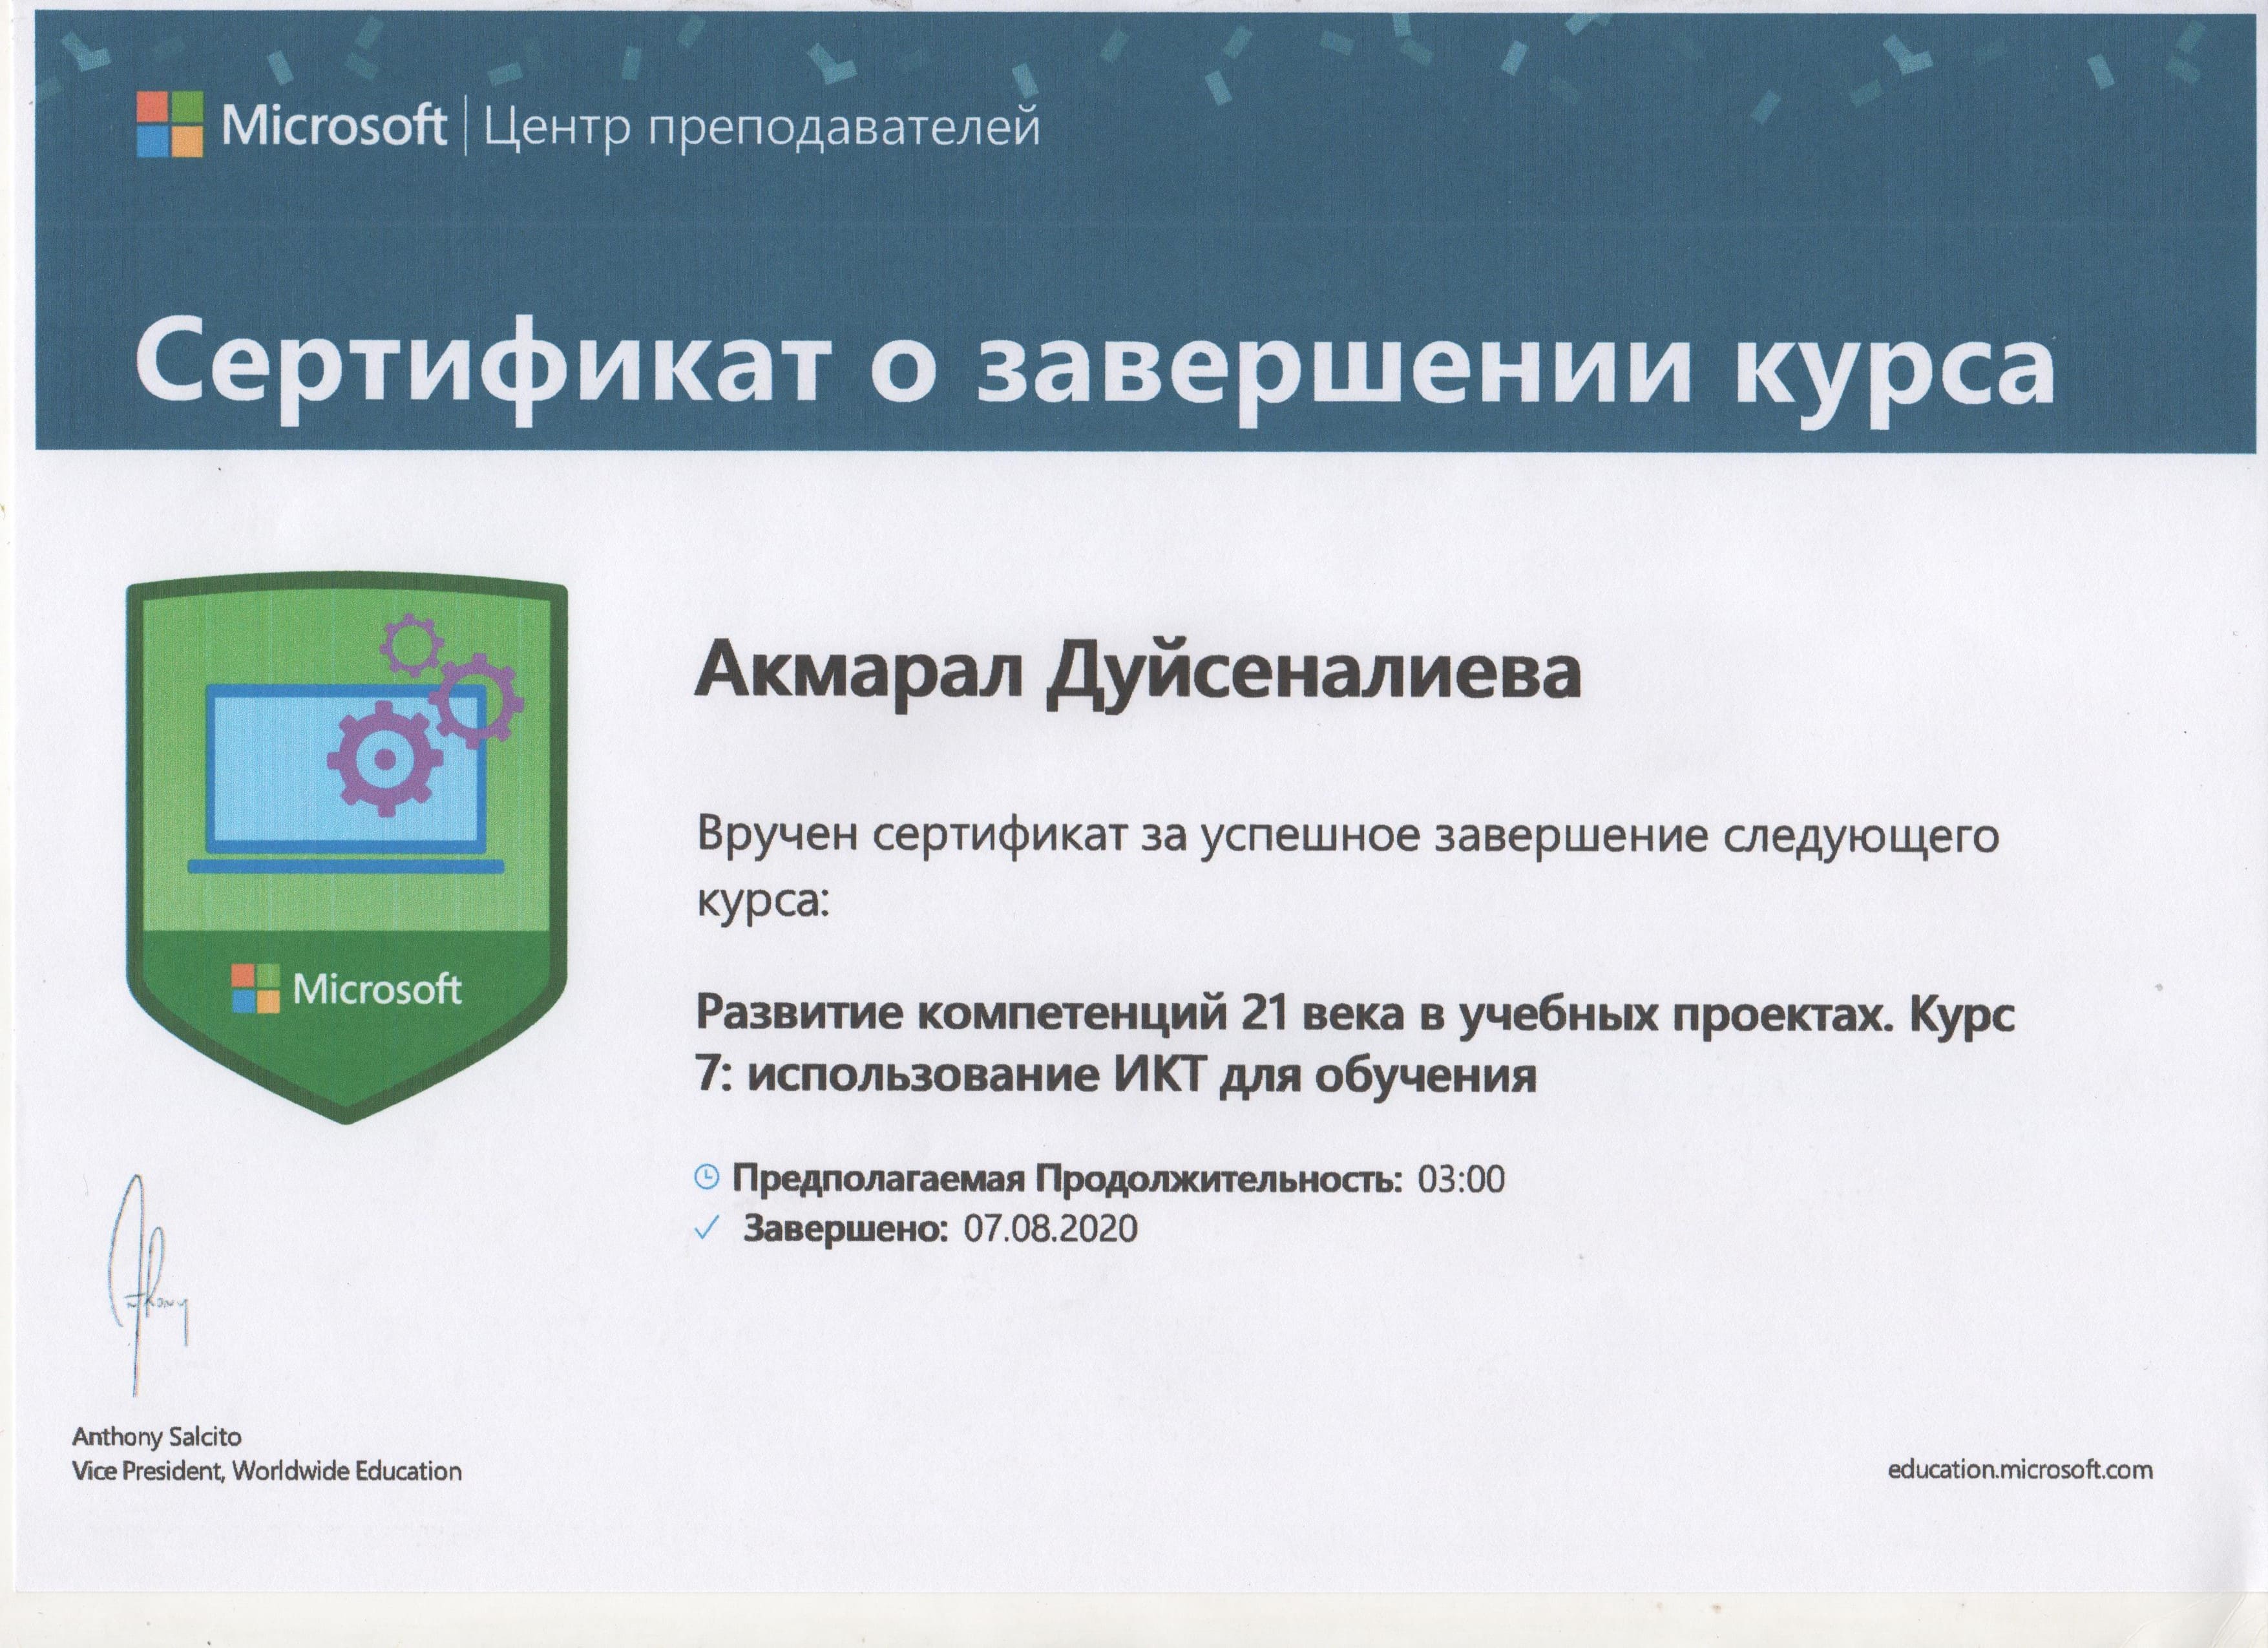 Microsoft | Центр преподавателей
Сертификат о завершении курса
Акмарал Дуйсеналиева
Вручен сертификат за успешное завершение следующего
курса:
Microsoft
Развитие компетенций 21 века в учебных проектах. Курс
7: использование ИКТ для обучения
Предполагаемая Продолжительность: 03:00
Завершено: 07.08.2020
Anthony
Anthony Salcito
Vice President, Worldwide Education
education.microsoft.com